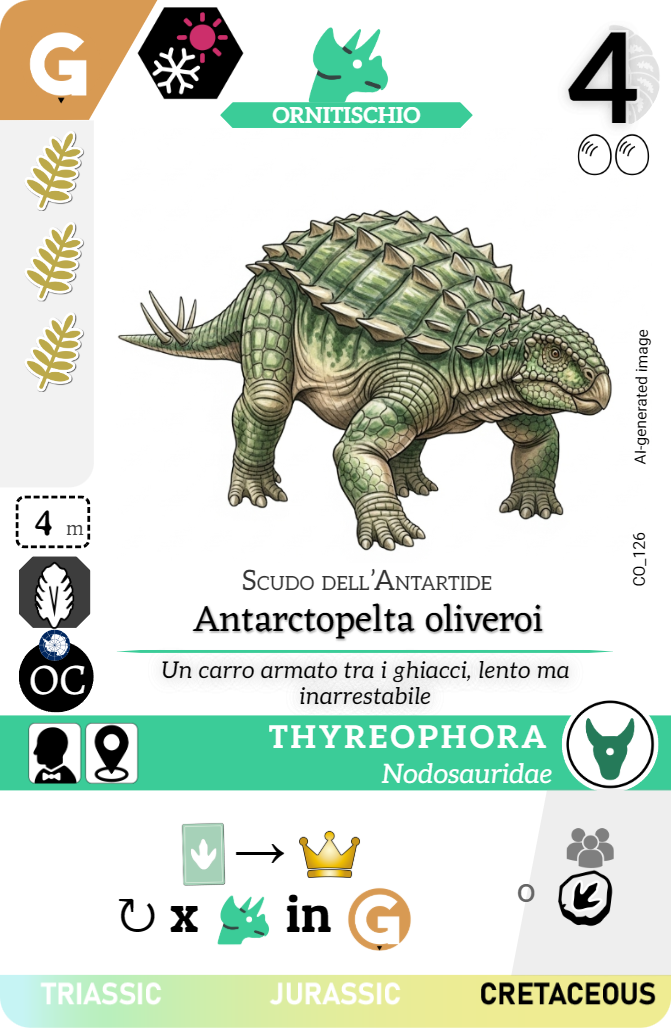 G
4
ORNITISCHIO
AI-generated image
4 m
CO_126
SCUDO DELL'ANTARTIDE
Antarctopelta oliveroi
OC
Un carro armato tra i ghiacci, lento ma
inarrestabile
THYREOPHORA
Nodosauridae
→
o
↻ x in G
TRIASSIC JURASSIC CRETACEOUS